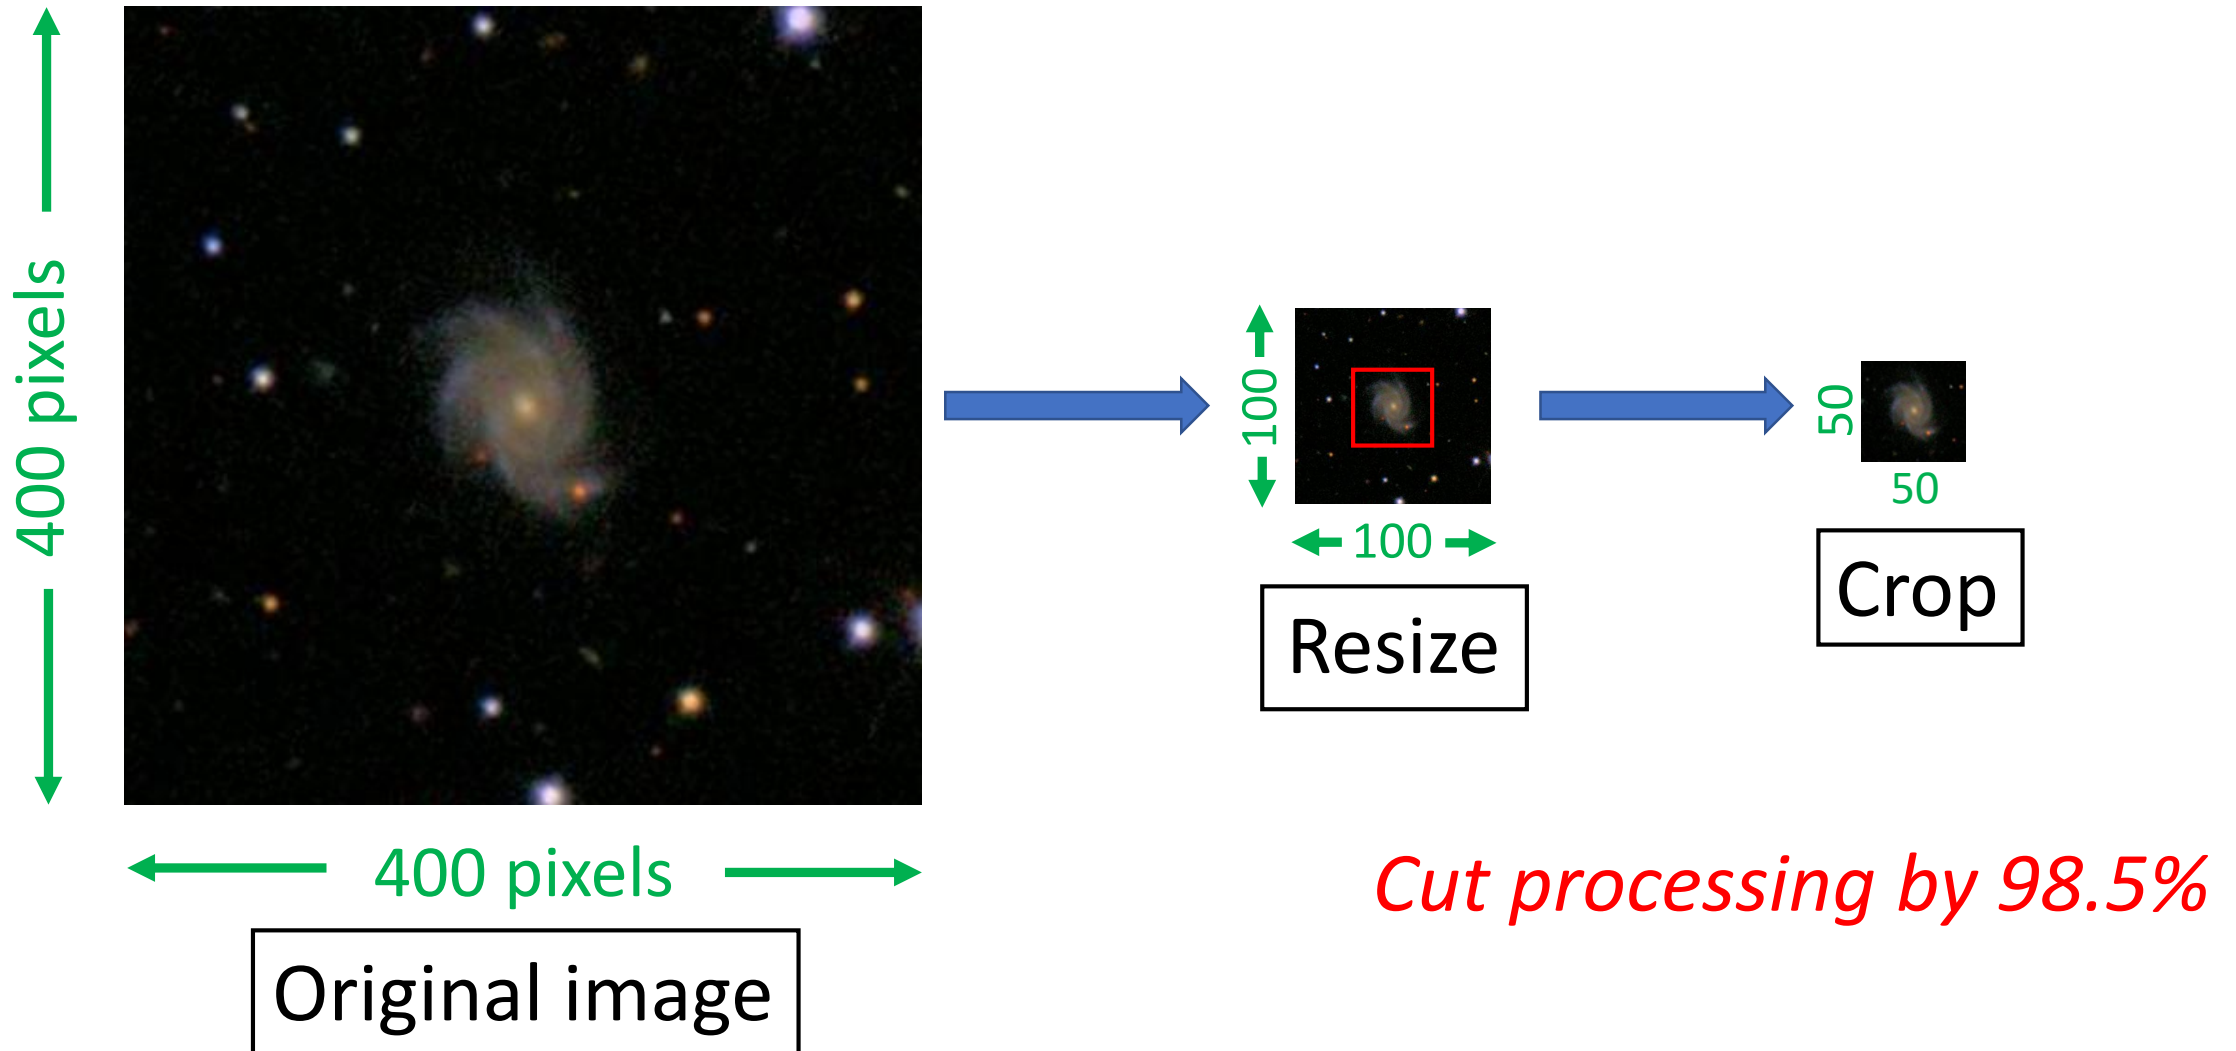 400 pixels
400 pixels
Original image
100
100
Resize
50
50
Crop
Cut processing by 98.5%